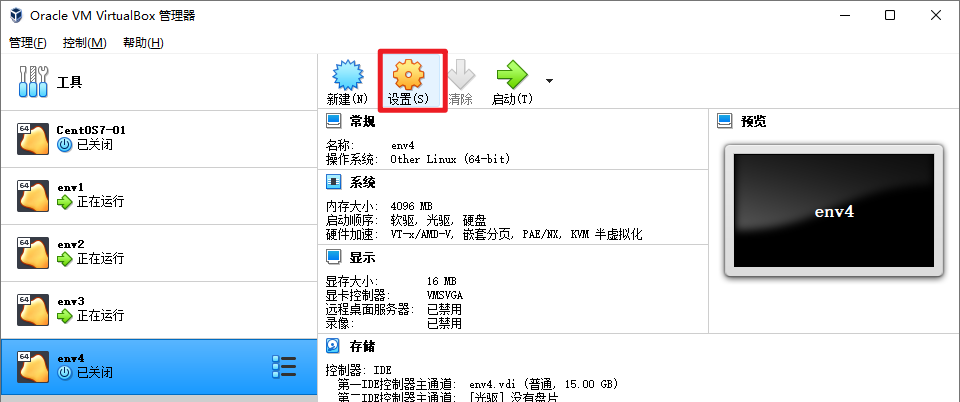 Oracle VM VirtualBox 管理器
管理(F) 控制(M) 帮助(H)
工具
新建(N) 设置(S) 清除 启动(T)
CentOS7-01
已关闭
env1
正在运行
env2
正在运行
env3
正在运行
env4
已关闭
常规
名称: env4
操作系统: Other Linux (64-bit)
系统
内存大小: 4096 MB
启动顺序: 软驱, 光驱, 硬盘
硬件加速: VT-x/AMD-V, 嵌套分页, PAE/NX, KVM 半虚拟化
显示
显存大小: 16 MB
显卡控制器: VMSVGA
远程桌面服务器: 已禁用
录像: 已禁用
存储
控制器: IDE
第一IDE控制器主通道: env4.vdi (普通, 15.00 GB)
第二IDE控制器主通道: [光驱] 没有盘片
预览
env4
64
64
64
64
64